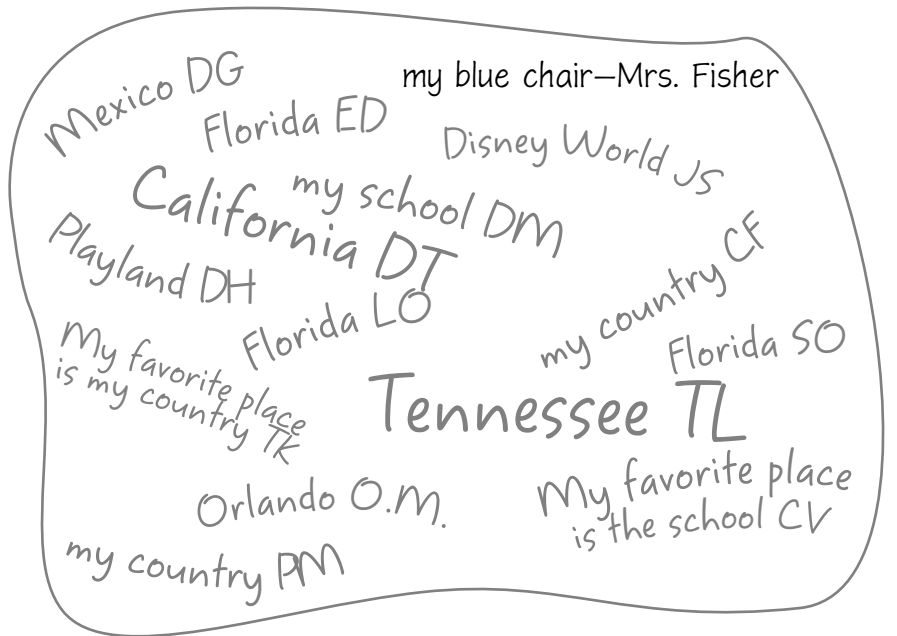 my blue chair—Mrs. Fisher
Mexico DG
Florida ED
Disney World JS
my school DM
California DT
Playland DH
my country CF
Florida LO
Florida SO
My favorite place
is my country TK
Tennessee TL
My favorite place
is the school CV
Orlando O.M.
my country PM